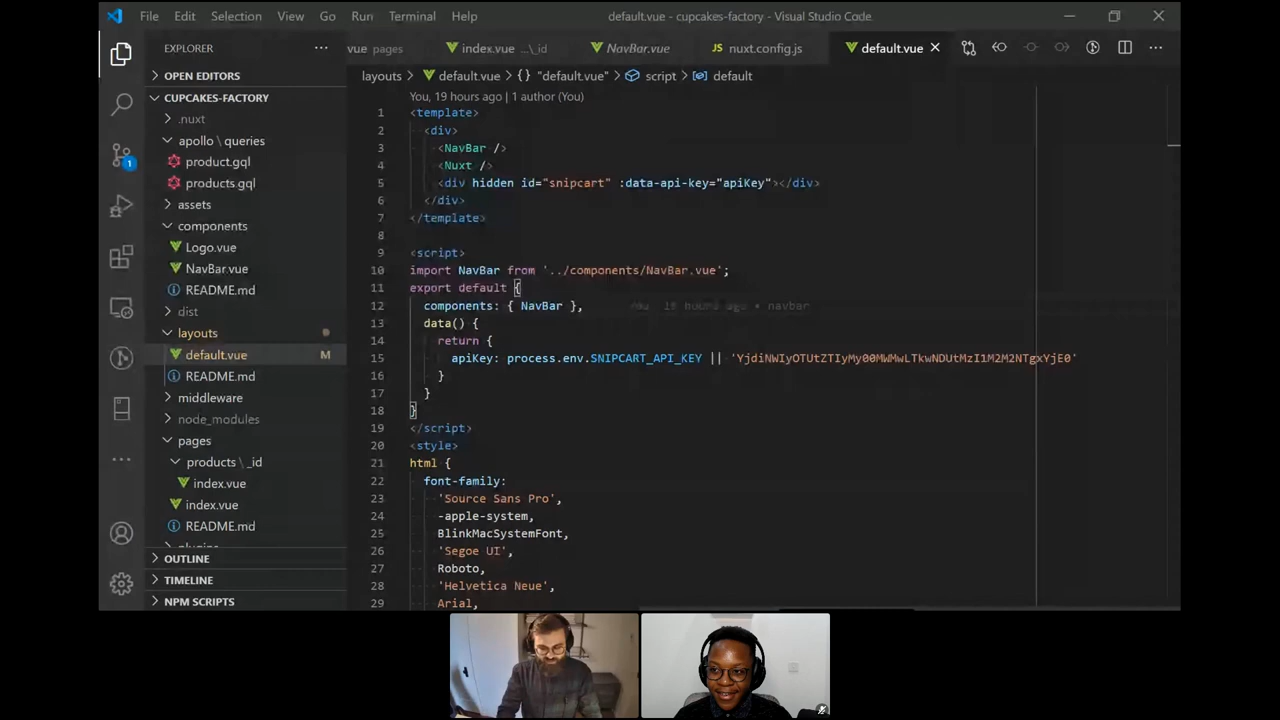 File Edit Selection View Go Run Terminal Help
default.vue - cupcakes-factory - Visual Studio Code
EXPLORER
vue pages
index.vue ...\_id
NavBar.vue
nuxt.config.js
default.vue
OPEN EDITORS
CUPCAKES-FACTORY
.nuxt
apollo \ queries
product.gql
products.gql
assets
components
Logo.vue
NavBar.vue
README.md
dist
layouts
default.vue M
README.md
middleware
node_modules
pages
products \ _id
index.vue
index.vue
README.md
plugins
OUTLINE
TIMELINE
NPM SCRIPTS
1
layouts > default.vue > {} "default.vue" > script > default
You, 19 hours ago | 1 author (You)
1 <template>
2 <div>
3 <NavBar />
4 <Nuxt />
5 <div hidden id="snipcart" :data-api-key="apiKey"></div>
6 </div>
7 </template>
8
9 <script>
10 import NavBar from '../components/NavBar.vue';
11 export default {
12 components: { NavBar }, You, 19 hours ago • navbar
13 data() {
14 return {
15 apiKey: process.env.SNIPCART_API_KEY || 'YjdiNWIyOTUtZTIyMy00MWMwLTkwNDUtMzI1M2M2NTgxYjE0'
16 }
17 }
18 }
19 </script>
20 <style>
21 html {
22 font-family:
23 'Source Sans Pro',
24 -apple-system,
25 BlinkMacSystemFont,
26 'Segoe UI',
27 Roboto,
28 'Helvetica Neue',
29 Arial,